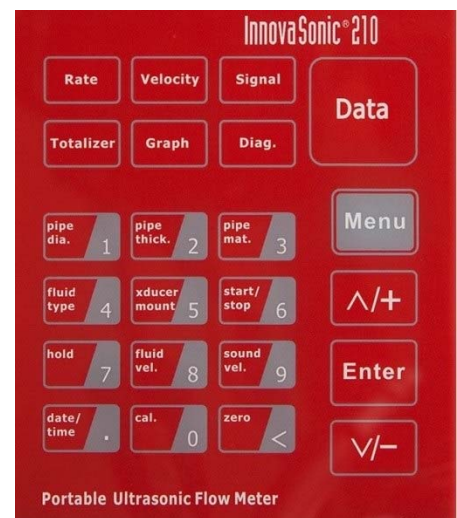 InnovaSonic®210
Rate Velocity Signal
Data
Totalizer Graph Diag.
Menu
pipe dia. 1 pipe thick. 2 pipe mat. 3
fluid type 4 xducer mount 5 start/ stop 6
∧/+
hold 7 fluid vel. 8 sound vel. 9
Enter
date/ time . cal. 0 zero <
∨/−
Portable Ultrasonic Flow Meter